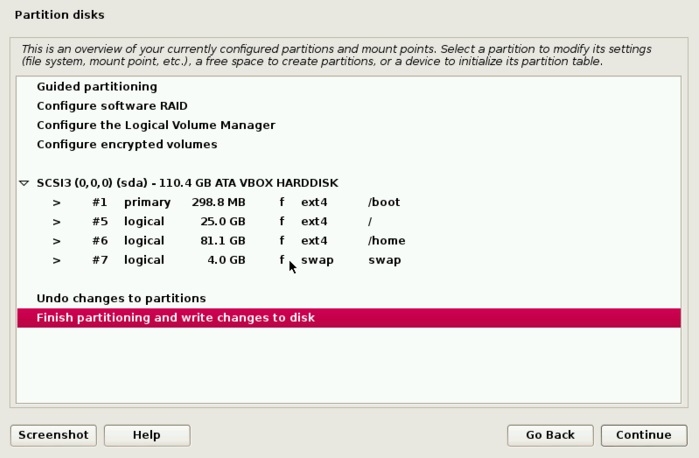 Partition disks
This is an overview of your currently configured partitions and mount points. Select a partition to modify its settings
(file system, mount point, etc.), a free space to create partitions, or a device to initialize its partition table.
Guided partitioning
Configure software RAID
Configure the Logical Volume Manager
Configure encrypted volumes
SCSI3 (0,0,0) (sda) - 110.4 GB ATA VBOX HARDDISK
> #1 primary 298.8 MB f ext4 /boot
> #5 logical 25.0 GB f ext4 /
> #6 logical 81.1 GB f ext4 /home
> #7 logical 4.0 GB f swap swap
Undo changes to partitions
Finish partitioning and write changes to disk
Screenshot Help Go Back Continue